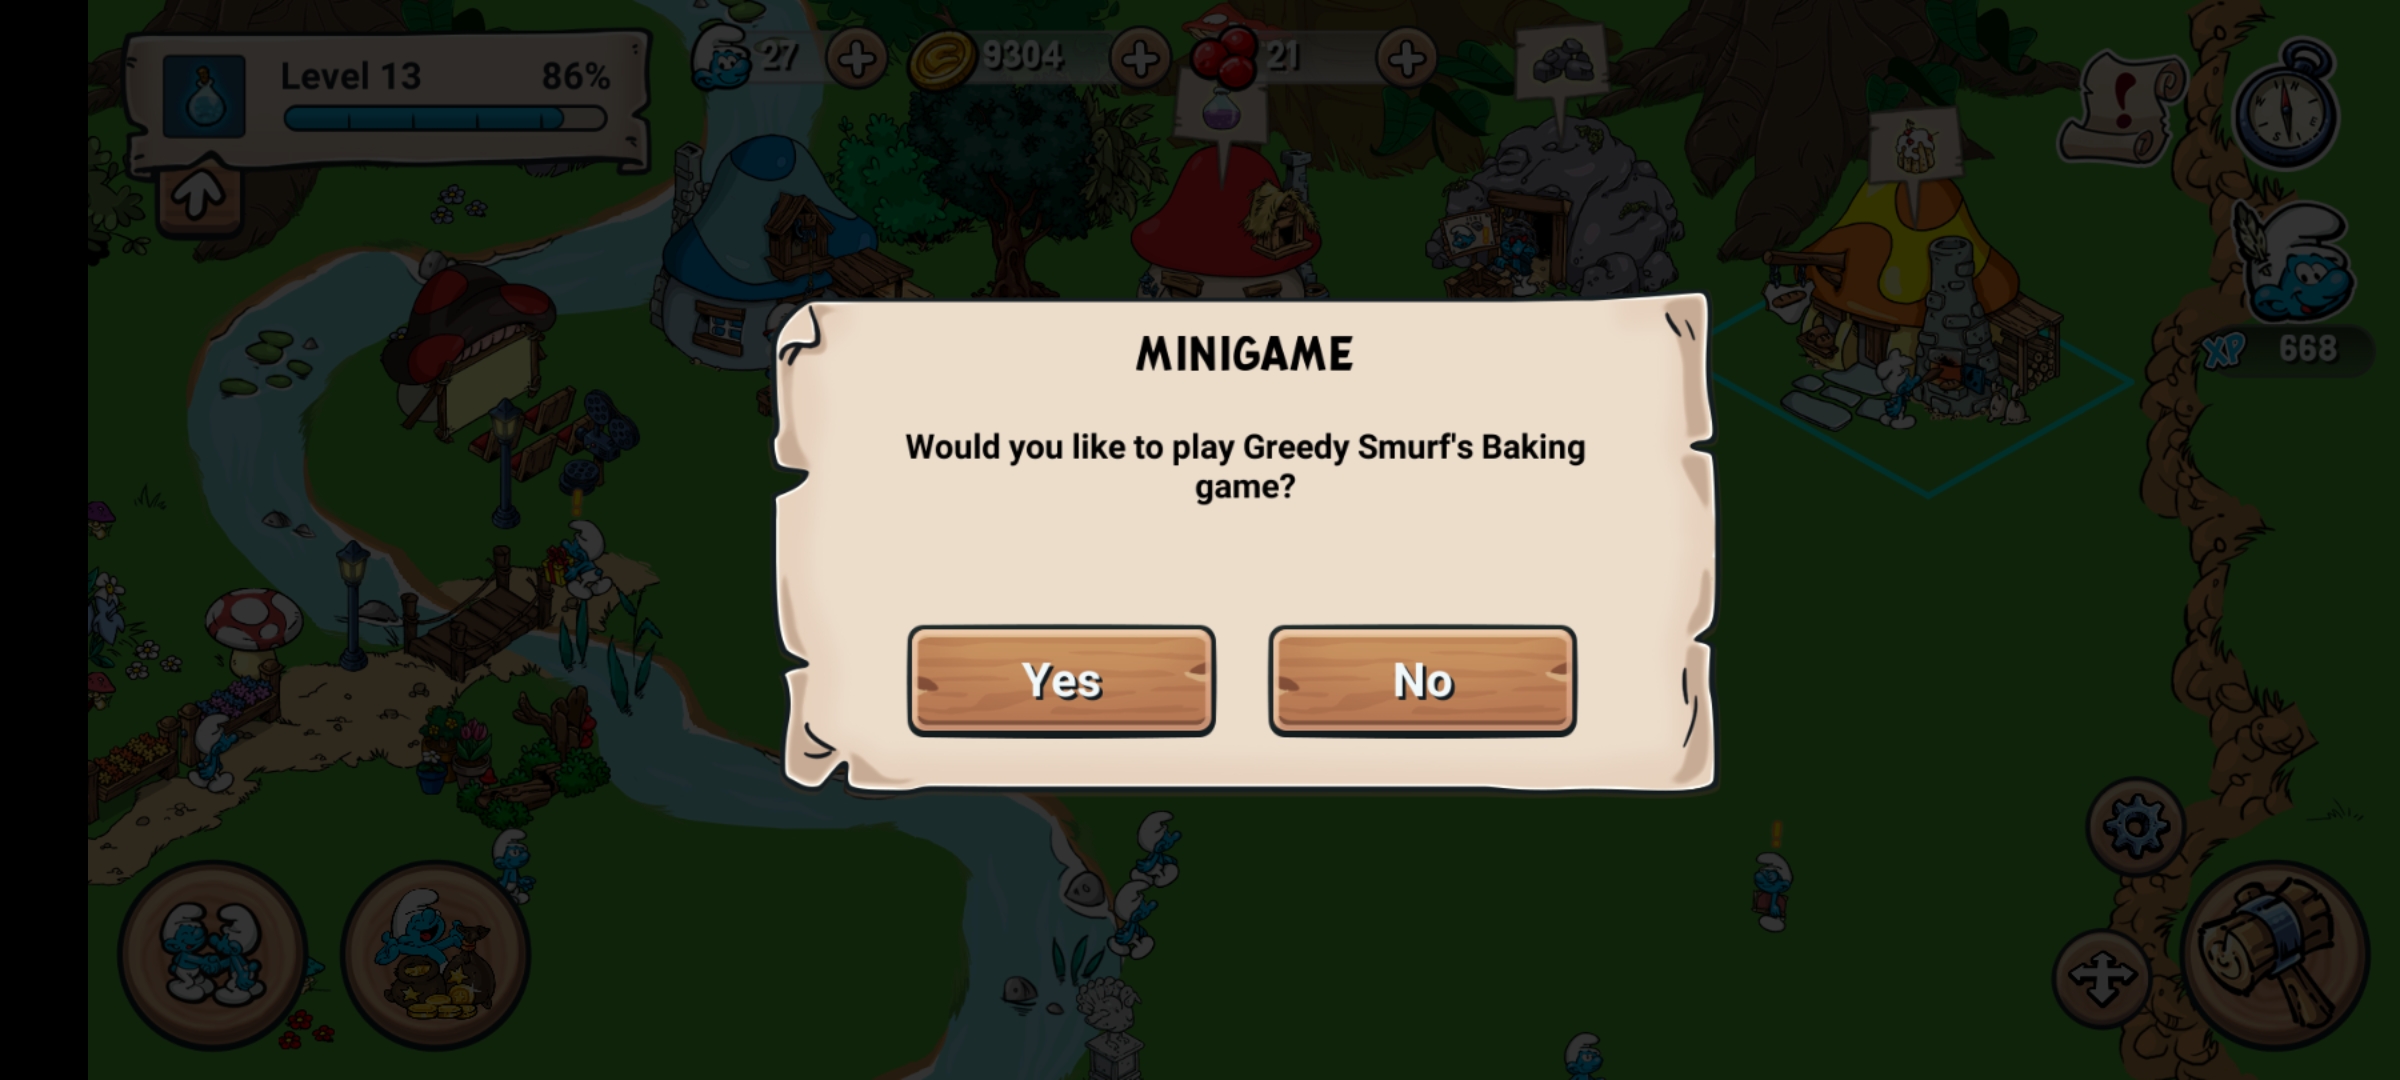 Level 13
86%
27
9304
21
XP 668
MINIGAME
Would you like to play Greedy Smurf's Baking
game?
Yes
No